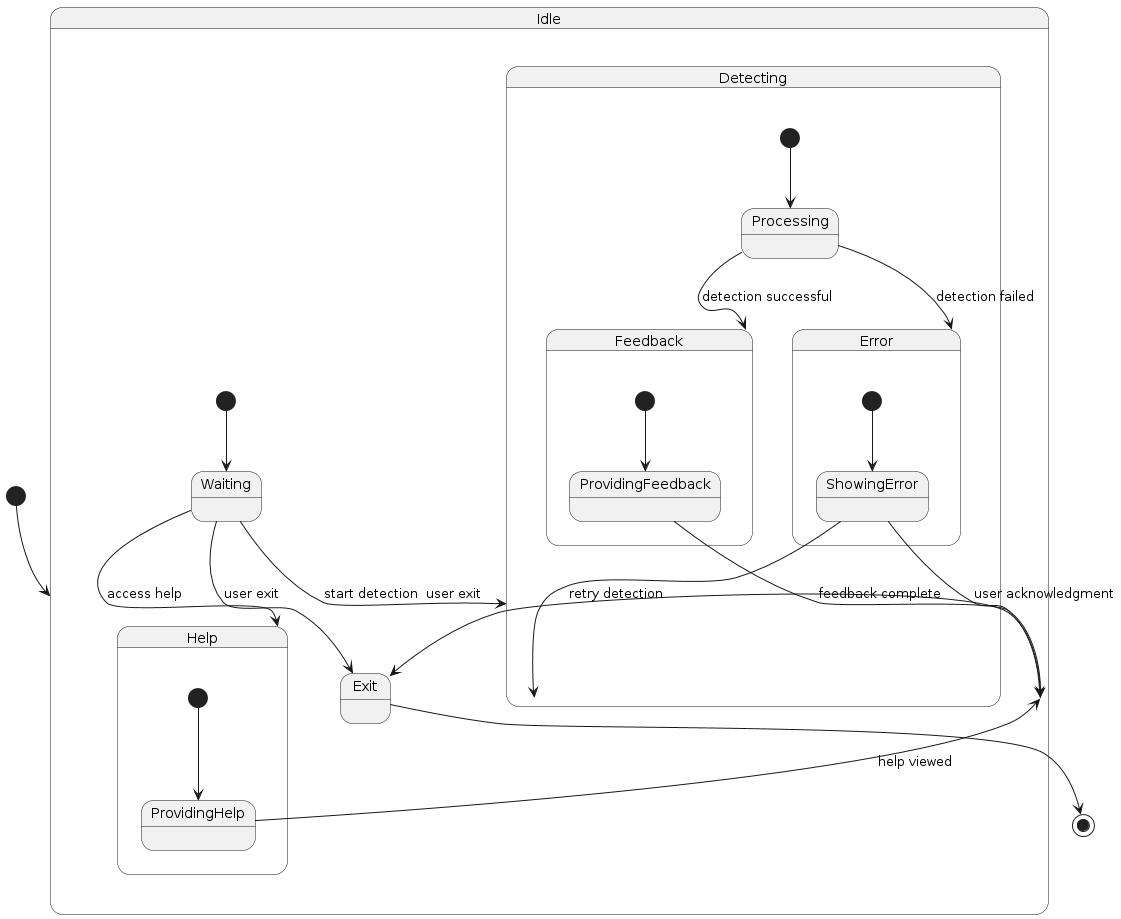 Idle
Detecting
Processing
detection successful
detection failed
Feedback
Error
Waiting
ProvidingFeedback
ShowingError
access help
user exit
start detection
user exit
retry detection
feedback complete
user acknowledgment
Help
Exit
help viewed
ProvidingHelp